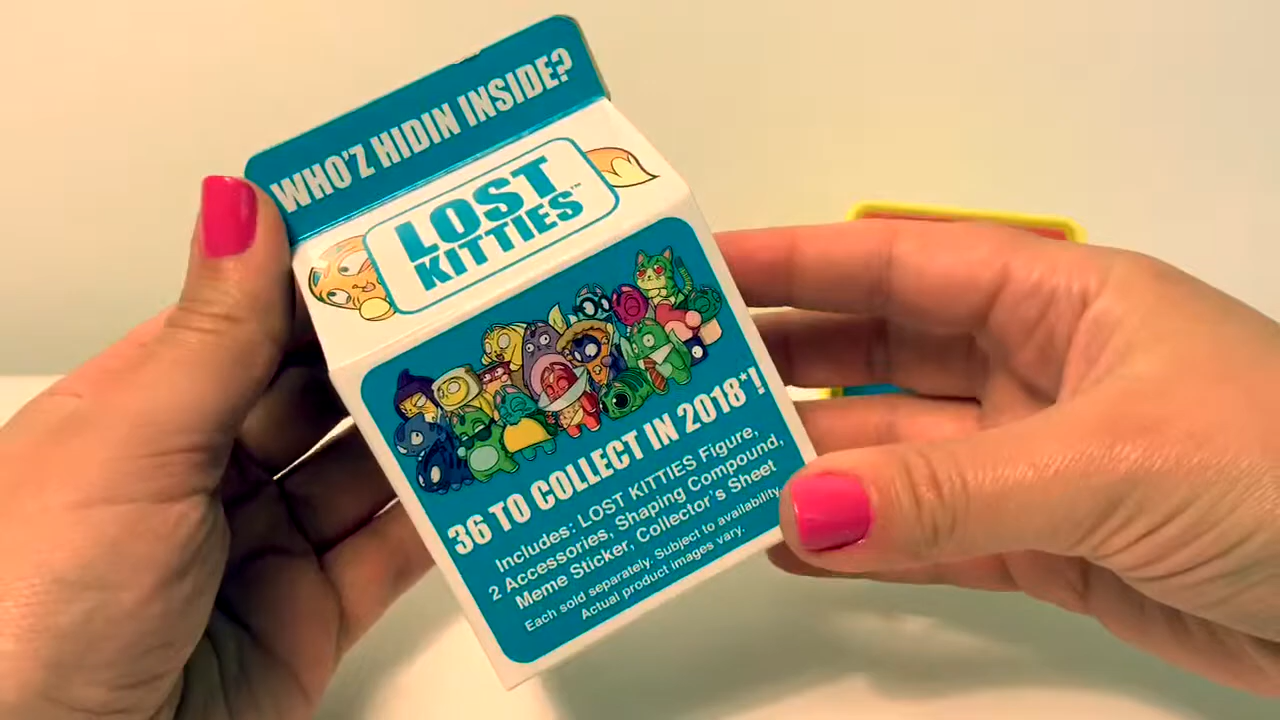 WHO'Z HIDIN INSIDE?
LOST
KITTIES™
36 TO COLLECT IN 2018*!
Includes: LOST KITTIES Figure,
2 Accessories, Shaping Compound,
Meme Sticker, Collector's Sheet
Each sold separately. Subject to availability.
Actual product images vary.